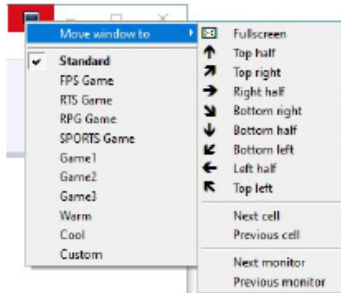 Move window to
Standard
FPS Game
RTS Game
RPG Game
SPORTS Game
Game1
Game2
Game3
Warm
Cool
Custom
Fullscreen
Top half
Top right
Right half
Bottom right
Bottom half
Bottom left
Left half
Top left
Next cell
Previous cell
Next monitor
Previous monitor